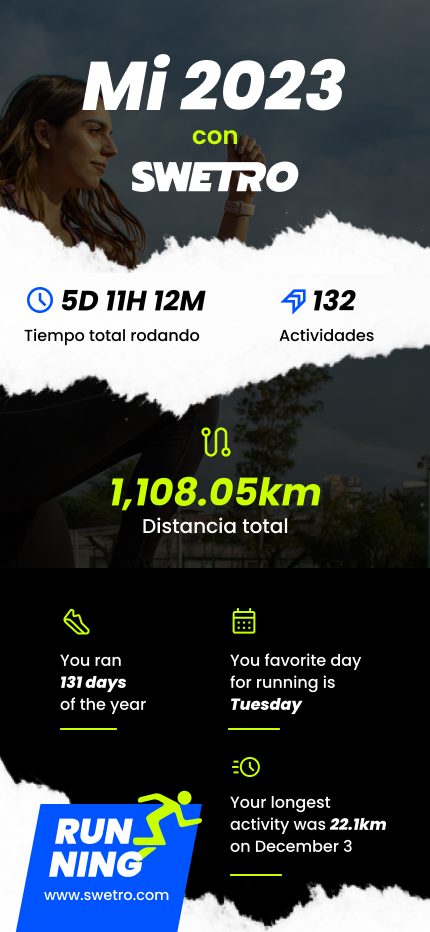 Mi 2023
con
SWETRO
5D 11H 12M
Tiempo total rodando
132
Actividades
1,108.05km
Distancia total
You ran
131 days
of the year
You favorite day
for running is
Tuesday
Your longest
activity was 22.1km
on December 3
RUN
NING
www.swetro.com